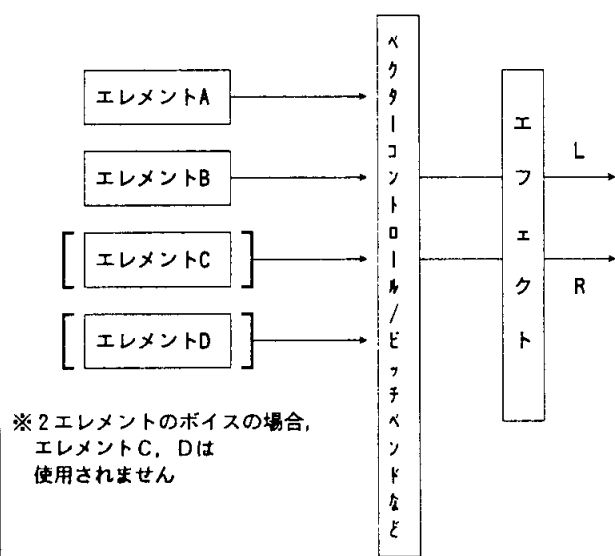 エレメントA
エレメントB
エレメントC
エレメントD
ベクターコントロール/ピッチベンドなど
エフェクト
L
R
※2エレメントのボイスの場合,
エレメントC, Dは
使用されません